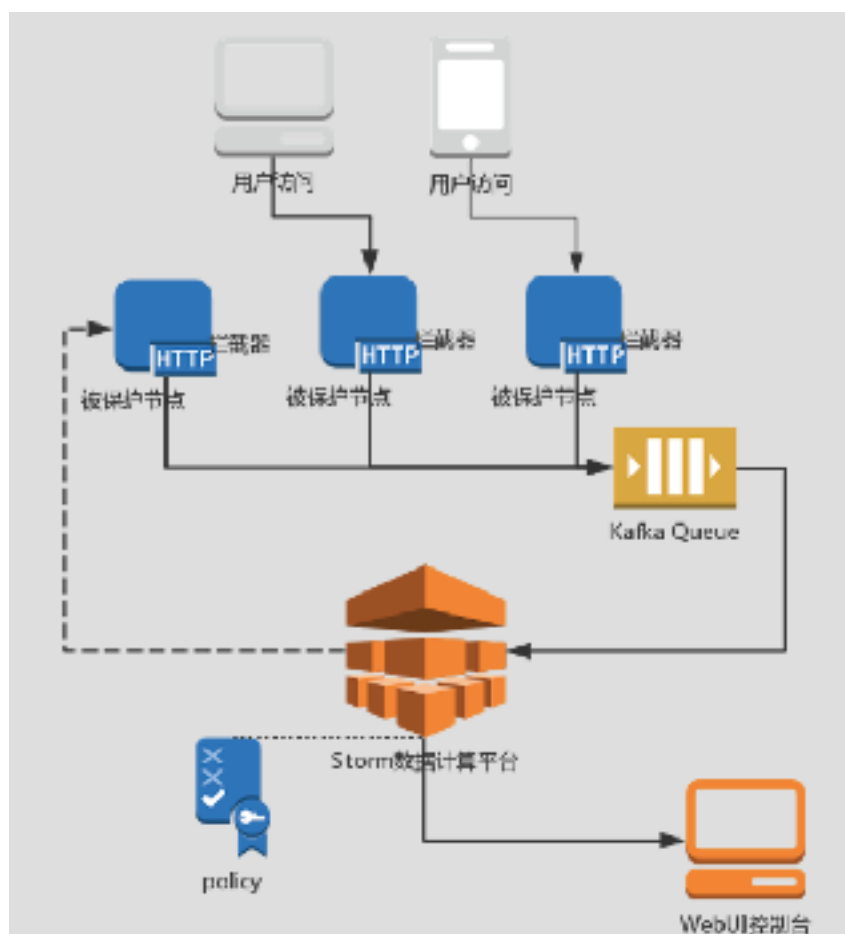 用户访问
用户访问
拦截器
拦截器
拦截器
HTTP
HTTP
HTTP
被保护节点
被保护节点
被保护节点
Kafka Queue
Storm数据计算平台
policy
WebUI控制台